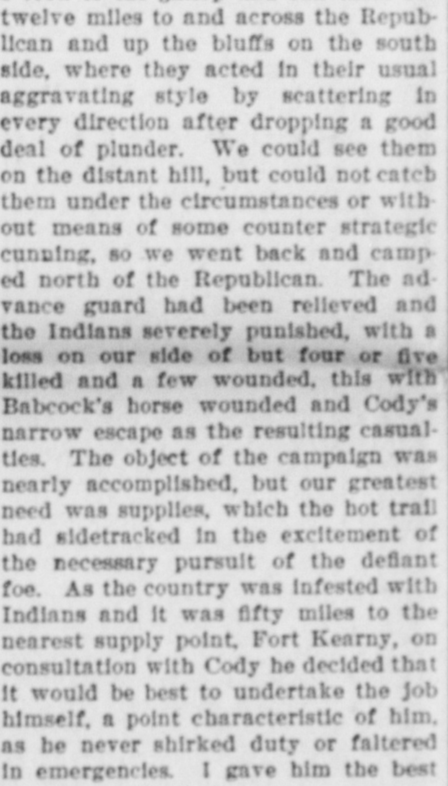 twelve miles to and across the Repub-
lican and up the bluffs on the south
side, where they acted in their usual
aggravating style by scattering in
every direction after dropping a good
deal of plunder. We could see them
on the distant hill, but could not catch
them under the circumstances or with-
out means of some counter strategic
cunning, so we went back and camp-
ed north of the Republican. The ad-
vance guard had been relieved and
the Indians severely punished, with a
loss on our side of but four or five
killed and a few wounded, this with
Babcock's horse wounded and Cody's
narrow escape as the resulting casual-
ties. The object of the campaign was
nearly accomplished, but our greatest
need was supplies, which the hot trail
had sidetracked in the excitement of
the necessary pursuit of the defiant
foe. As the country was infested with
Indians and it was fifty miles to the
nearest supply point, Fort Kearny, on
consultation with Cody he decided that
it would be best to undertake the job
himself, a point characteristic of him,
as he never shirked duty or faltered
in emergencies. I gave him the best